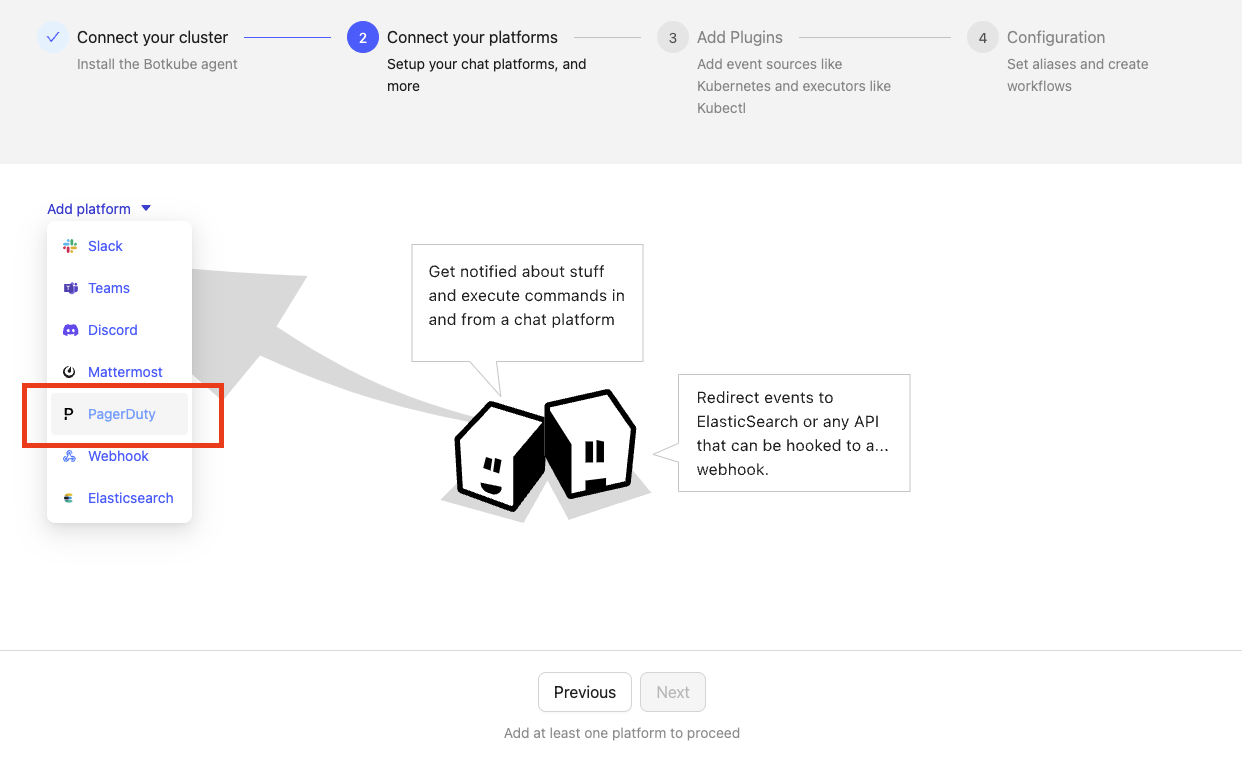 Connect your cluster
Install the Botkube agent
2
Connect your platforms
Setup your chat platforms, and
more
3
Add Plugins
Add event sources like
Kubernetes and executors like
Kubectl
4
Configuration
Set aliases and create
workflows
Add platform
Slack
Teams
Discord
Mattermost
PagerDuty
Webhook
Elasticsearch
Get notified about stuff
and execute commands in
and from a chat platform
Redirect events to
ElasticSearch or any API
that can be hooked to a...
webhook.
Previous
Next
Add at least one platform to proceed